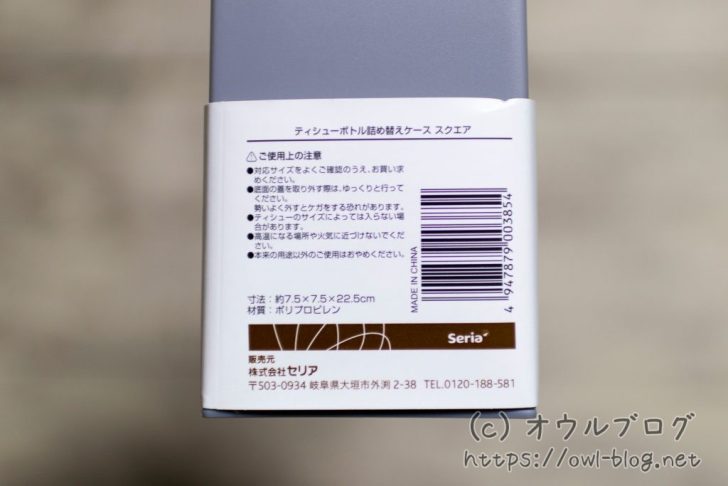 ティシューボトル詰め替えケース スクエア
⚠ご使用上の注意
●対応サイズをよくご確認のうえ、お買い求
めください。
●底面の蓋を取り外す際は、ゆっくりと行って
ください。
勢いよく外すとケガをする恐れがあります。
●ティシューのサイズによっては入らない場
合があります。
●高温になる場所や火気に近づけないでくだ
さい。
●本来の用途以外のご使用はおやめください。
MADE IN CHINA
4 947879 003854
寸法：約7.5×7.5×22.5cm
材質：ポリプロピレン
Seria
販売元
株式会社セリア
〒503-0934 岐阜県大垣市外渕 2-38 TEL.0120-188-581
(c) オウルブログ
https://owl-blog.net